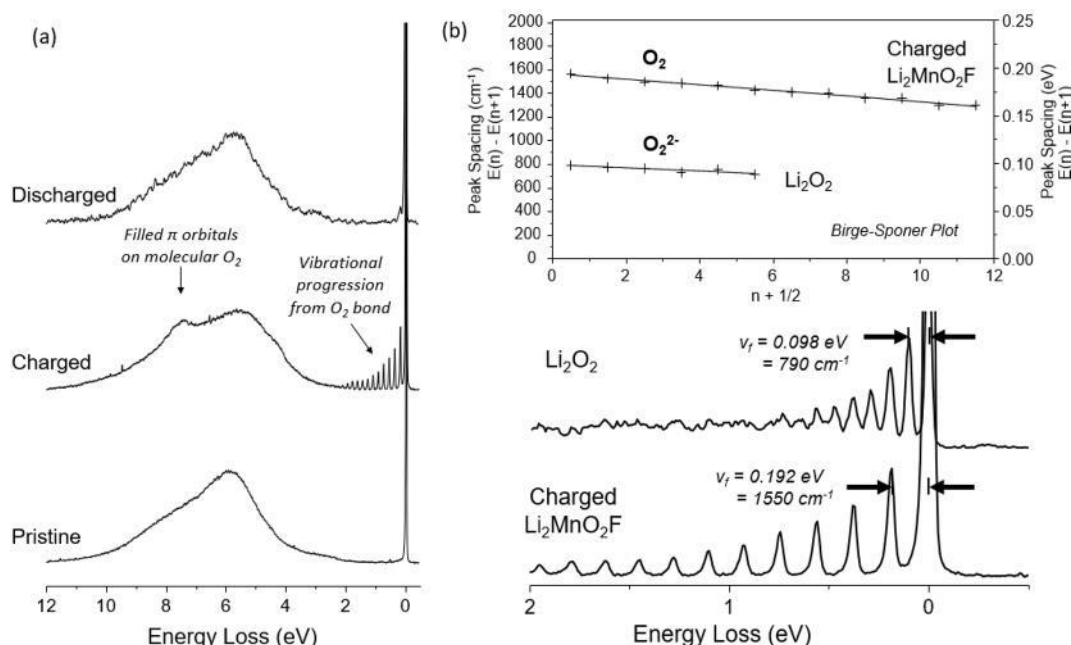 (a)
Discharged
Filled π orbitals
on molecular O₂
Vibrational
progression
from O₂ bond
Charged
Pristine
12 10 8 6 4 2 0
Energy Loss (eV)
(b)
2000
1800
1600
1400
1200
1000
800
600
400
200
0
Peak Spacing (cm⁻¹)
E(n) - E(n+1)
O₂
Charged
Li₂MnO₂F
O₂²⁻
Li₂O₂
Birge-Sponer Plot
0.25
0.20
0.15
0.10
0.05
0.00
Peak Spacing (eV)
E(n) - E(n+1)
0 2 4 6 8 10 12
n + 1/2
Li₂O₂
v_f = 0.098 eV
= 790 cm⁻¹
v_f = 0.192 eV
= 1550 cm⁻¹
Charged
Li₂MnO₂F
2 1 0
Energy Loss (eV)